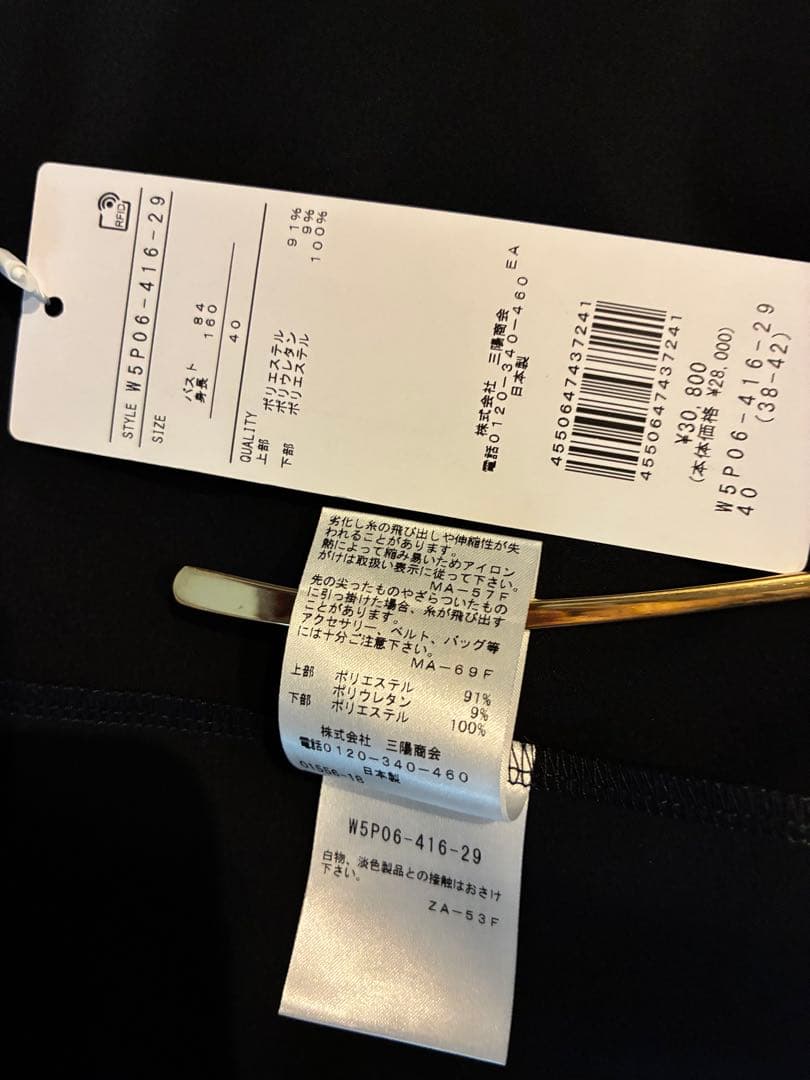 RFID
STYLE W5P06-416-29
SIZE
バスト 84
身長 160
40
QUALITY
上部 ポリエステル 91%
ポリウレタン 9%
下部 ポリエステル 100%
株式会社 三陽商会
電話0120-340-460 EA
日本製
4550647437241
4550647437241
¥30,800
(本体価格 ¥28,000)
W5P06-416-29
40 (38-42)
劣化し糸の飛び出しや伸縮性が失
われることがあります。
熱によって縮み易いためアイロン
がけは取扱い表示に従って下さい。
MA-57F
先の尖ったものやざらついたもの
に引っ掛けた場合、糸が飛び出す
ことがあります。
アクセサリー、ベルト、バッグ等
には十分ご注意下さい。
MA-69F
上部 ポリエステル 91%
ポリウレタン 9%
下部 ポリエステル 100%
株式会社 三陽商会
電話0120-340-460
日本製
01556-18
W5P06-416-29
白物、淡色製品との接触はおさけ
下さい。
ZA-53F